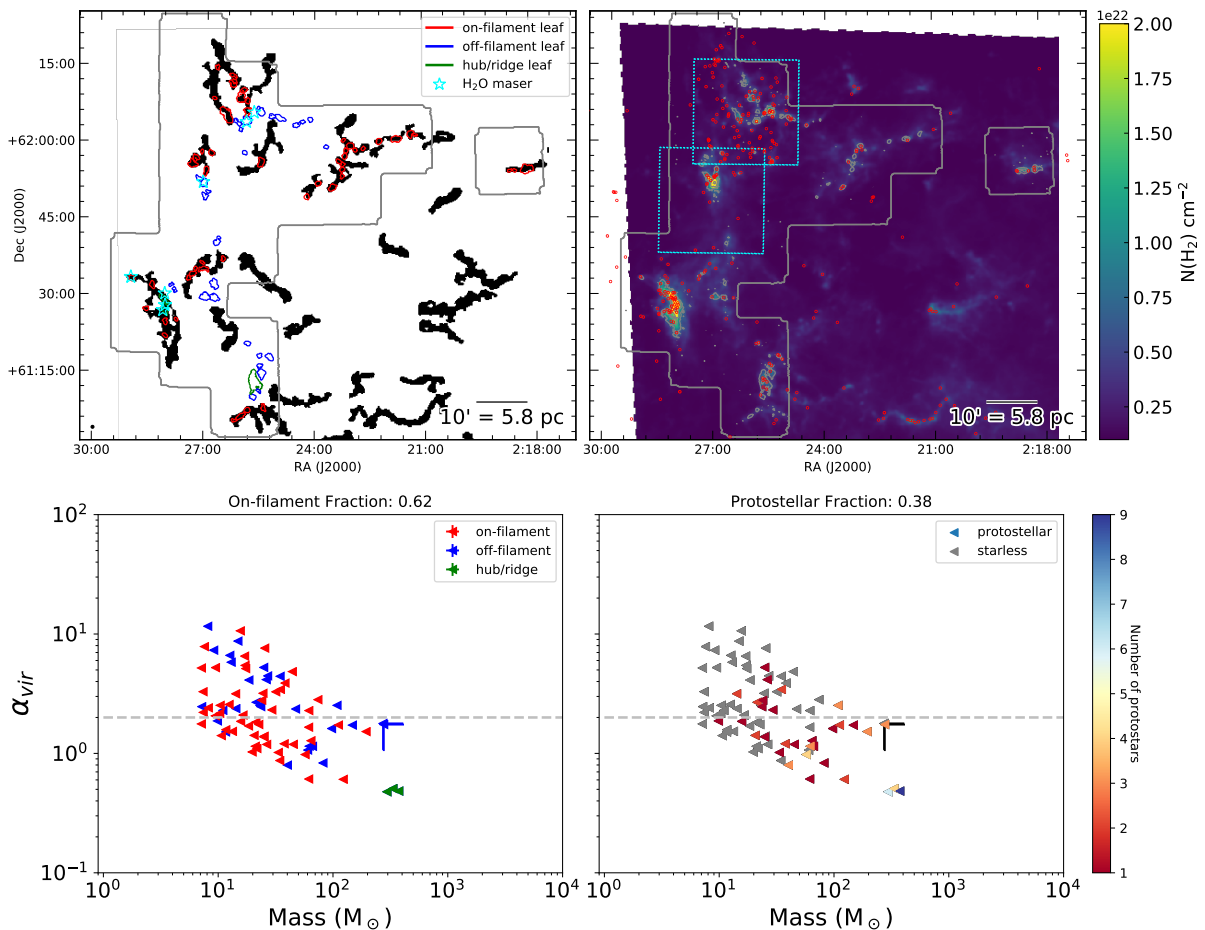 on-filament leaf
off-filament leaf
hub/ridge leaf
H₂O maser
15:00
+62:00:00
45:00
30:00
+61:15:00
Dec (J2000)
10' = 5.8 pc
30:00
27:00
24:00
21:00
2:18:00
RA (J2000)
10' = 5.8 pc
30:00
27:00
24:00
21:00
2:18:00
RA (J2000)
1e22
2.00
1.75
1.50
1.25
1.00
0.75
0.50
0.25
N(H₂) cm⁻²
On-filament Fraction: 0.62
on-filament
off-filament
hub/ridge
10²
10¹
10⁰
10⁻¹
α_vir
10⁰
10¹
10²
10³
10⁴
Mass (M_⊙)
Protostellar Fraction: 0.38
protostellar
starless
10⁰
10¹
10²
10³
10⁴
Mass (M_⊙)
9
8
7
6
5
4
3
2
1
Number of protostars